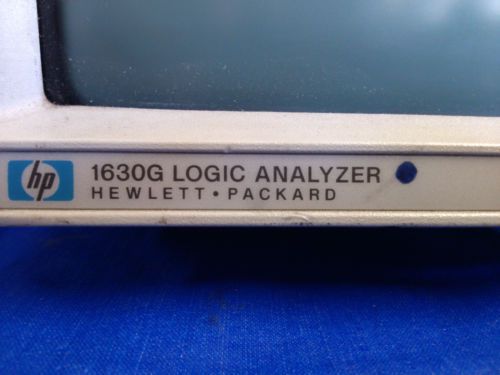 hp
1630G LOGIC ANALYZER
HEWLETT • PACKARD